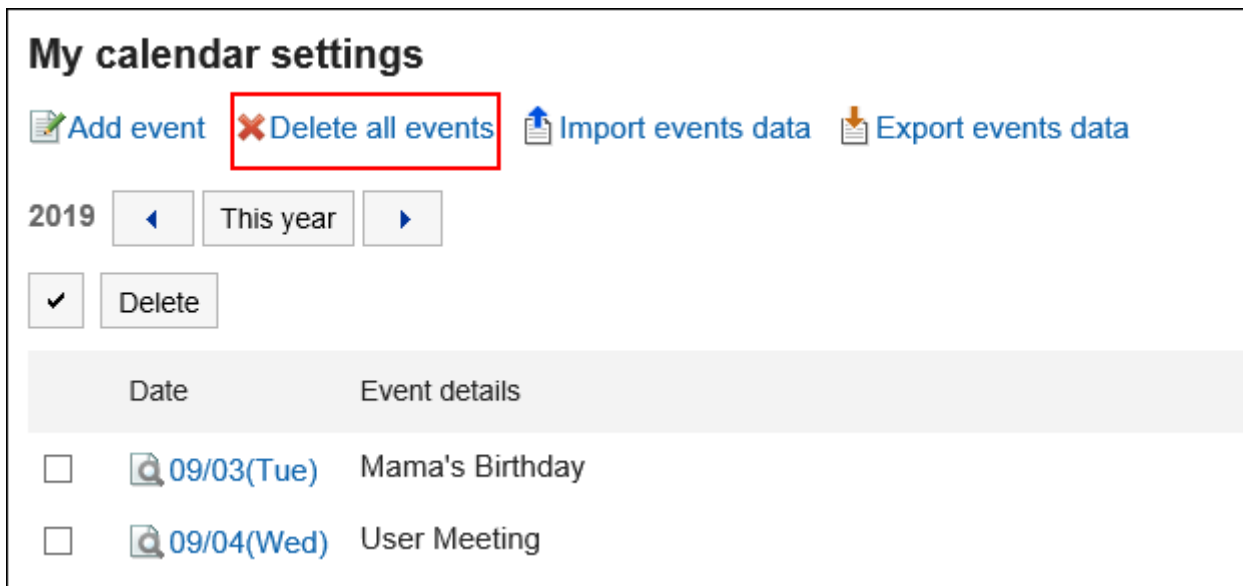 My calendar settings
Add event Delete all events Import events data Export events data
2019 This year
Delete
Date Event details
09/03(Tue) Mama's Birthday
09/04(Wed) User Meeting